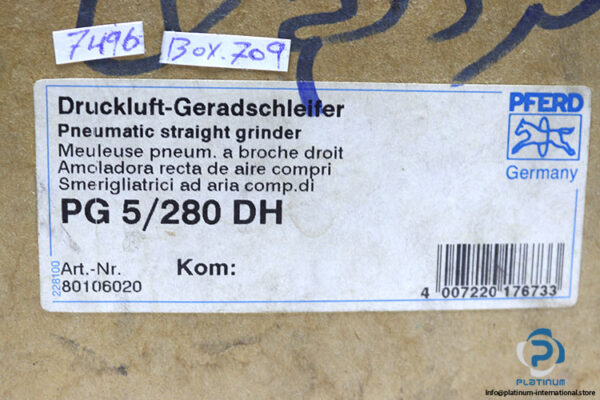 7496
Box.709
Druckluft-Geradschleifer
Pneumatic straight grinder
Meuleuse pneum. a broche droit
Amoladora recta de aire compri
Smerigliatrici ad aria comp.di
PG 5/280 DH
PFERD
Germany
Art.-Nr.
80106020
Kom:
228100
4 007220 176733
PLATINUM
Info@platinum-international.store